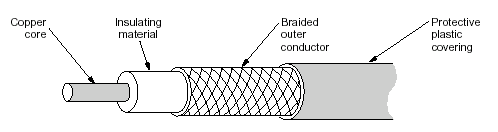 Copper
core
Insulating
material
Braided
outer
conductor
Protective
plastic
covering